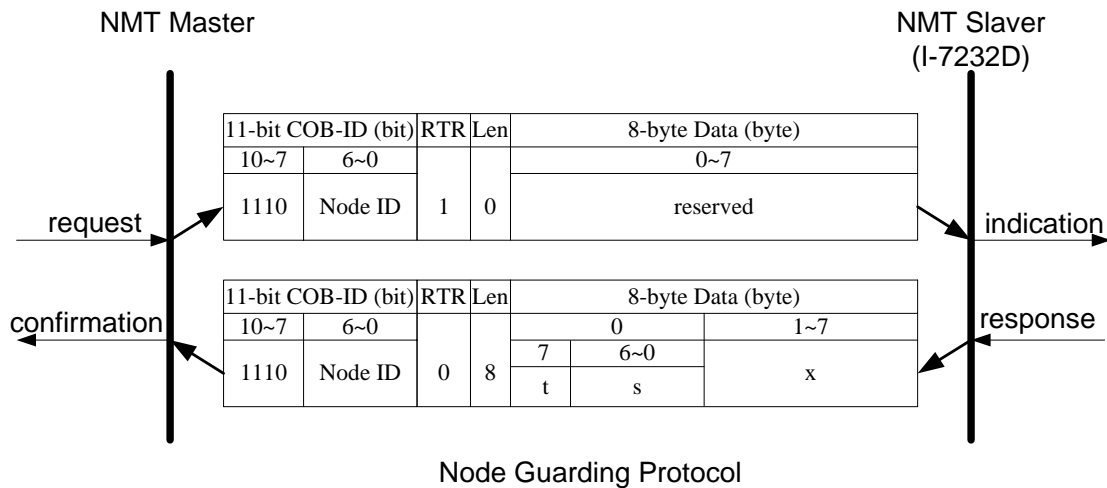 NMT Master NMT Slaver
(I-7232D)
11-bit COB-ID (bit) RTR Len 8-byte Data (byte)
10~7 6~0 0~7
1110 Node ID 1 0 reserved
request indication
11-bit COB-ID (bit) RTR Len 8-byte Data (byte)
confirmation response
10~7 6~0 0 1~7
7 6~0
1110 Node ID 0 8 x
t s
Node Guarding Protocol